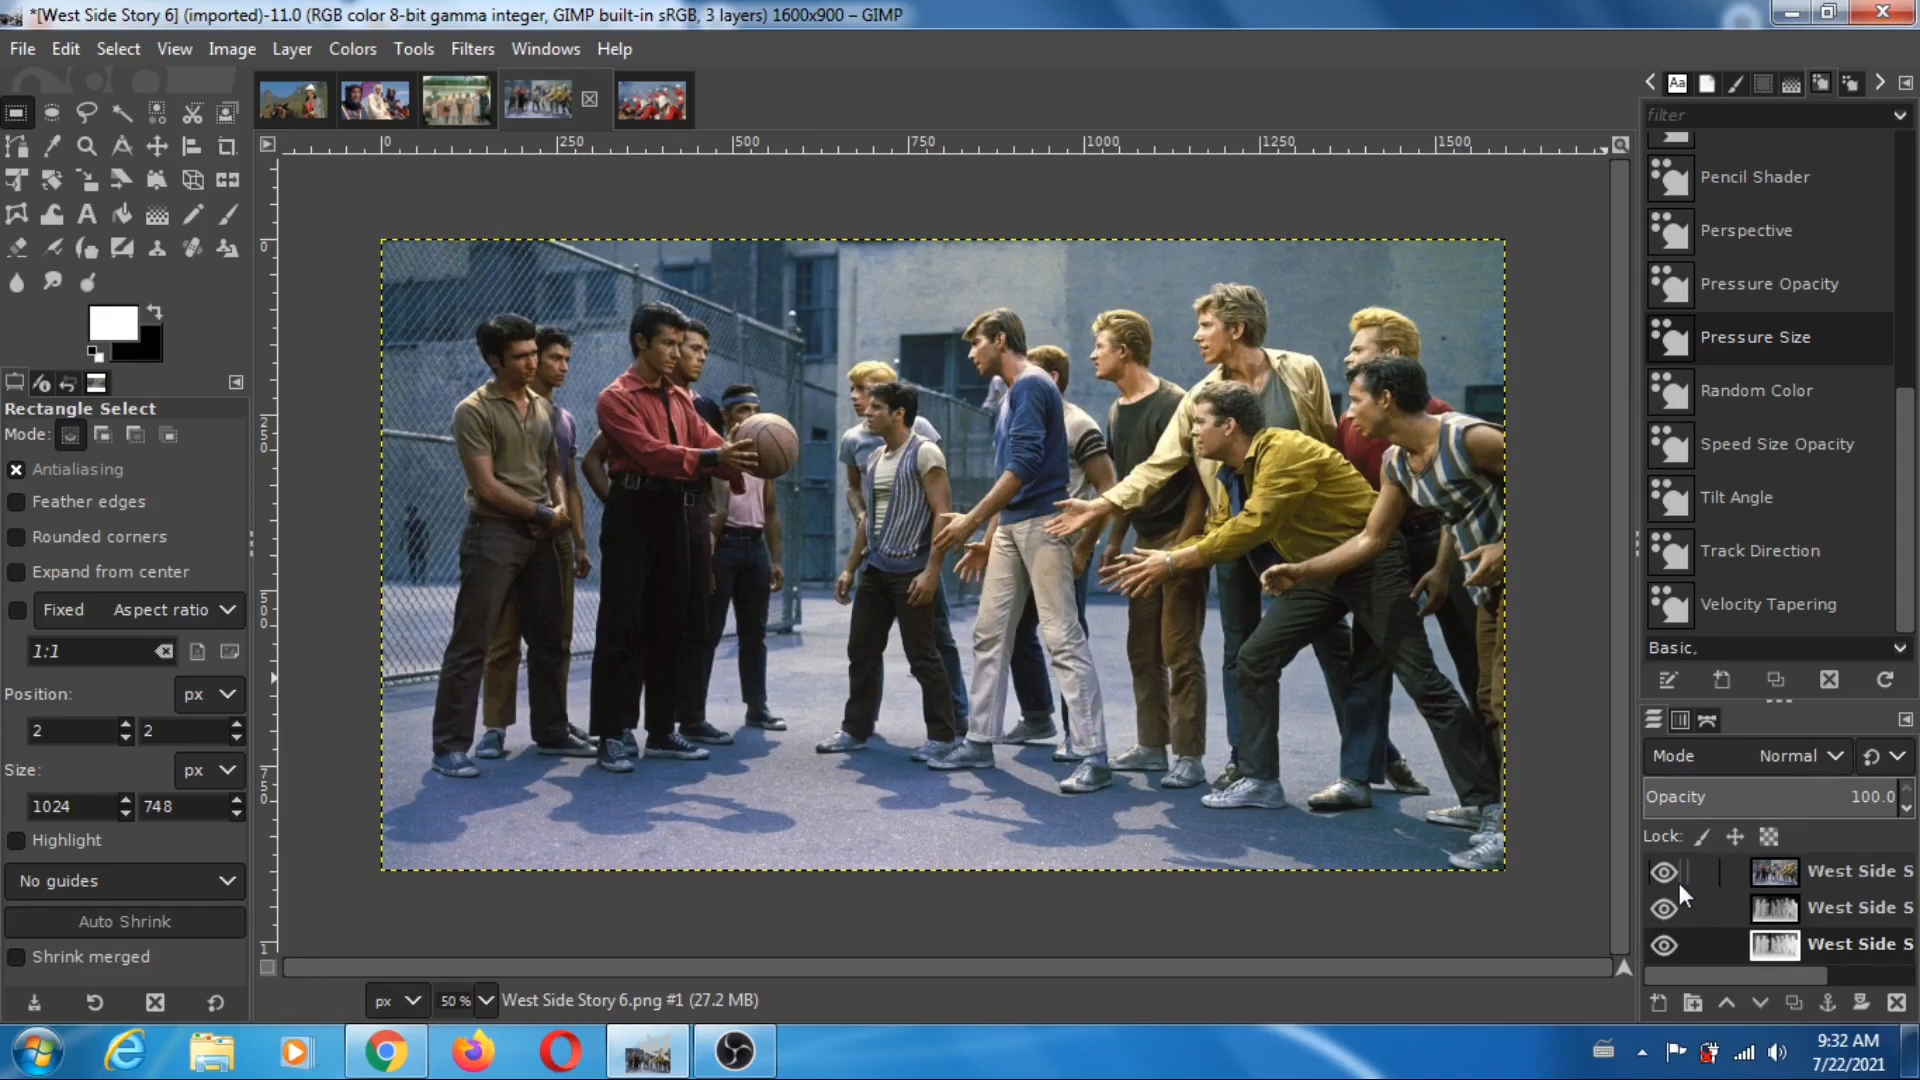 *[West Side Story 6] (imported)-11.0 (RGB color 8-bit gamma integer, GIMP built-in sRGB, 3 layers) 1600x900 – GIMP
File Edit Select View Image Layer Colors Tools Filters Windows Help
filter
0 250 500 750 1000 1250 1500
Pencil Shader
Perspective
Pressure Opacity
Pressure Size
Random Color
Speed Size Opacity
Tilt Angle
Track Direction
Velocity Tapering
Basic,
0
250
500
750
1
Rectangle Select
Mode:
Antialiasing
Feather edges
Rounded corners
Expand from center
Fixed Aspect ratio
1:1
Position: px
2 2
Size: px
1024 748
Highlight
No guides
Auto Shrink
Shrink merged
Mode Normal
Opacity 100.0
Lock:
West Side S
West Side S
West Side S
px 50 % West Side Story 6.png #1 (27.2 MB)
9:32 AM
7/22/2021